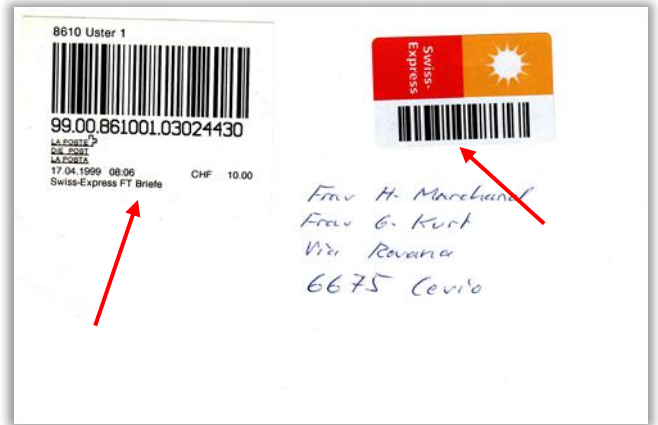 8610 Uster 1
99.00.861001.03024430
LA POSTE
DIE POST
LA POSTA
17.04.1999 08:06 CHF 10.00
Swiss-Express FT Briefe
Swiss-
Express
Frau H. Marchand
Frau G. Kurt
Via Rovana
6675 Cevio